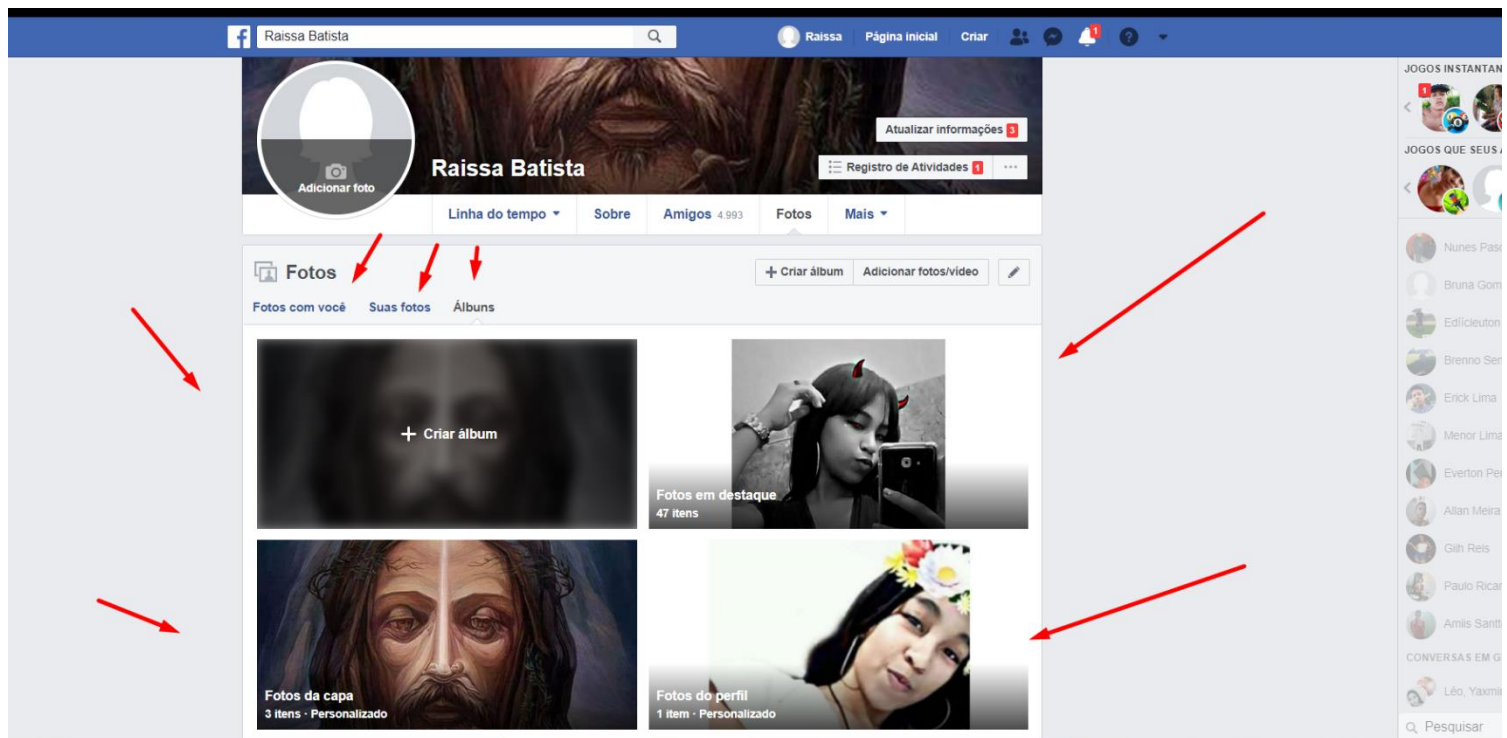 Raissa Batista
Raissa Página inicial Criar 1
JOGOS INSTANTAN
1
Atualizar informações 3
Raissa Batista
Registro de Atividades 1
Adicionar foto
JOGOS QUE SEUS A
Linha do tempo Sobre Amigos 4.993 Fotos Mais
Fotos
+ Criar álbum Adicionar fotos/vídeo
Fotos com você Suas fotos Álbuns
+ Criar álbum
Fotos em destaque
47 itens
Fotos da capa
3 itens · Personalizado
Fotos do perfil
1 item · Personalizado
Nunes Pasc
Bruna Gom
Edíicleuton
Brenno Ser
Erick Lima
Menor Lima
Everton Per
Allan Meira
Gilh Reis
Paulo Ricar
Amiis Santt
CONVERSAS EM G
Léo, Yaxmi
Pesquisar